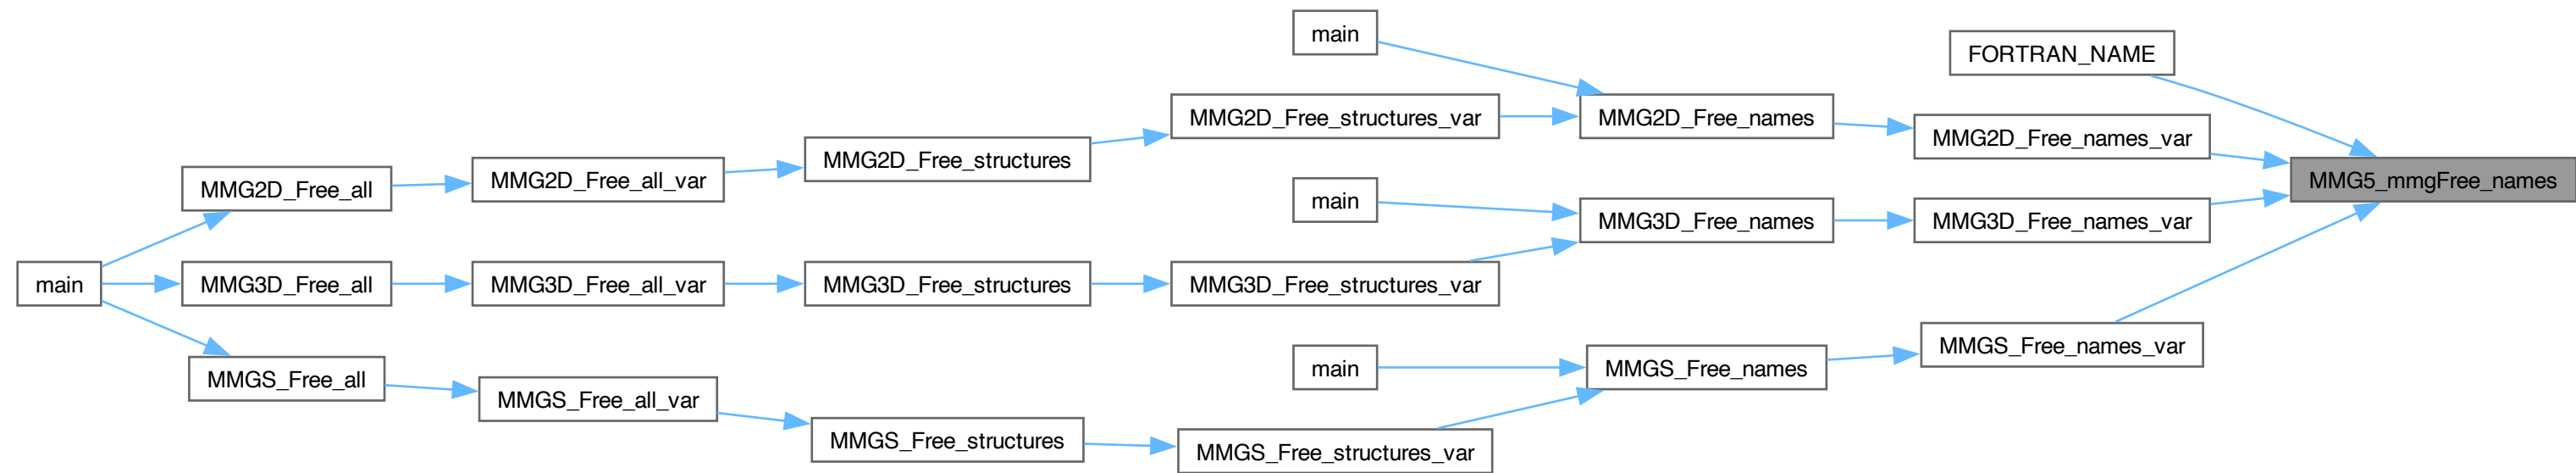 main
FORTRAN_NAME
MMG2D_Free_structures_var
MMG2D_Free_names
MMG2D_Free_names_var
MMG2D_Free_structures
MMG2D_Free_all_var
MMG2D_Free_all
MMG5_mmgFree_names
main
MMG3D_Free_names
MMG3D_Free_names_var
main
MMG3D_Free_all
MMG3D_Free_all_var
MMG3D_Free_structures
MMG3D_Free_structures_var
MMGS_Free_names_var
main
MMGS_Free_names
MMGS_Free_all
MMGS_Free_all_var
MMGS_Free_structures
MMGS_Free_structures_var